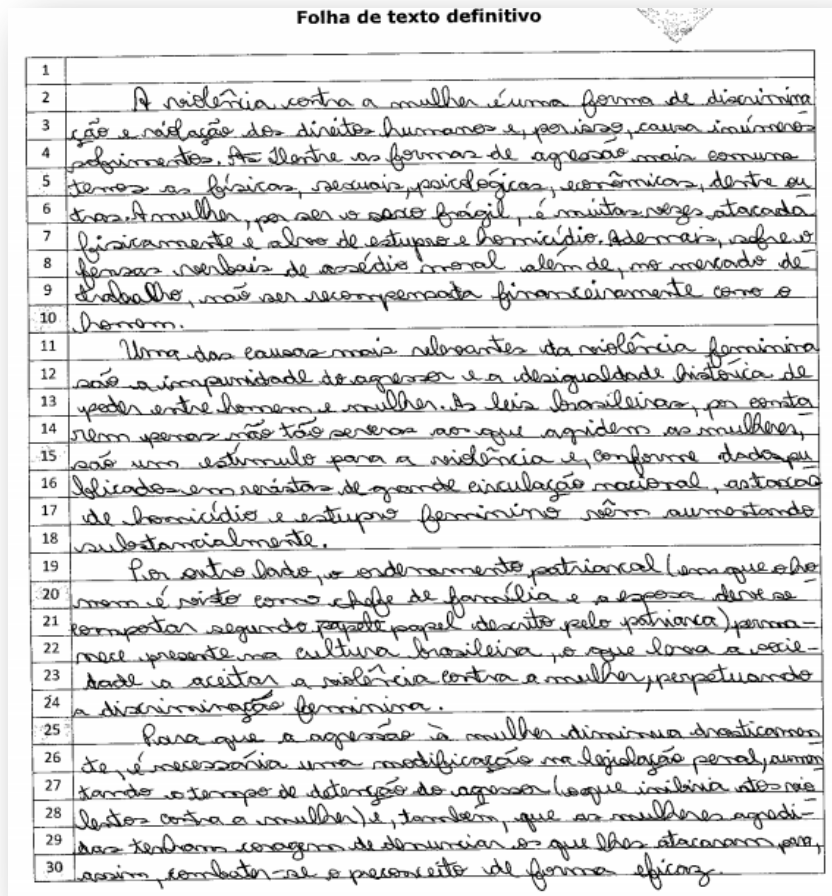 Folha de texto definitivo
1
2 A violência contra a mulher é uma forma de discrimina
3 ção e violação dos direitos humanos e, por isso, causa inúmeros
4 sofrimentos. As Dentre as formas de agressão mais comuns
5 temos as físicas, sexuais, psicológicas, econômicas, dentre ou
6 tras. A mulher, por ser o sexo frágil, é muitas vezes atacada
7 fisicamente e alvo de estupro e homicídio. Ademais, sofre o
8 fensas verbais de assédio moral além de, no mercado de
9 trabalho, não ser recompensada financeiramente como o
10 homem.
11 Uma das causas mais relevantes da violência feminina
12 são a impunidade do agressor e a desigualdade histórica de
13 poder entre homem e mulher. As leis brasileiras, por consta
14 rem penas não tão severas aos que agridem as mulheres,
15 são um estímulo para a violência e, conforme dados pu
16 blicados em revistas de grande circulação nacional, as taxas
17 de homicídio e estupro feminino vêm aumentando
18 substancialmente.
19 Por outro lado, o ordenamento patriarcal (em que o ho
20 mem é visto como chefe de família e a esposa deve se
21 comportar segundo papele papel descrito pelo patriarca) perma-
22 nece presente na cultura brasileira, o que leva a socie-
23 dade a aceitar a violência contra a mulher, perpetuando
24 a discriminação feminina.
25 Para que a agressão à mulher diminua drasticamen
26 te, é necessária uma modificação na legislação penal, aumen
27 tando o tempo de detenção do agressor (o que inibiria atos vio
28 lentos contra a mulher) e, também, que as mulheres agredi-
29 das tenham coragem de denunciar os que lhes atacaram para,
30 assim, combater-se o preconceito de forma eficaz.